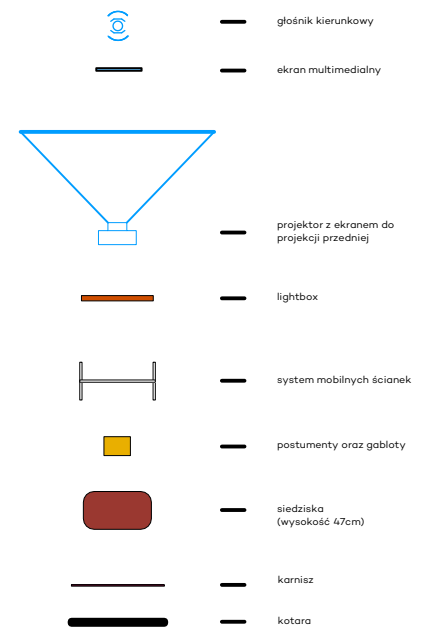 głośnik kierunkowy
ekran multimedialny
projektor z ekranem do
projekcji przedniej
lightbox
system mobilnych ścianek
postumenty oraz gabloty
siedziska
(wysokość 47cm)
karnisz
kotara